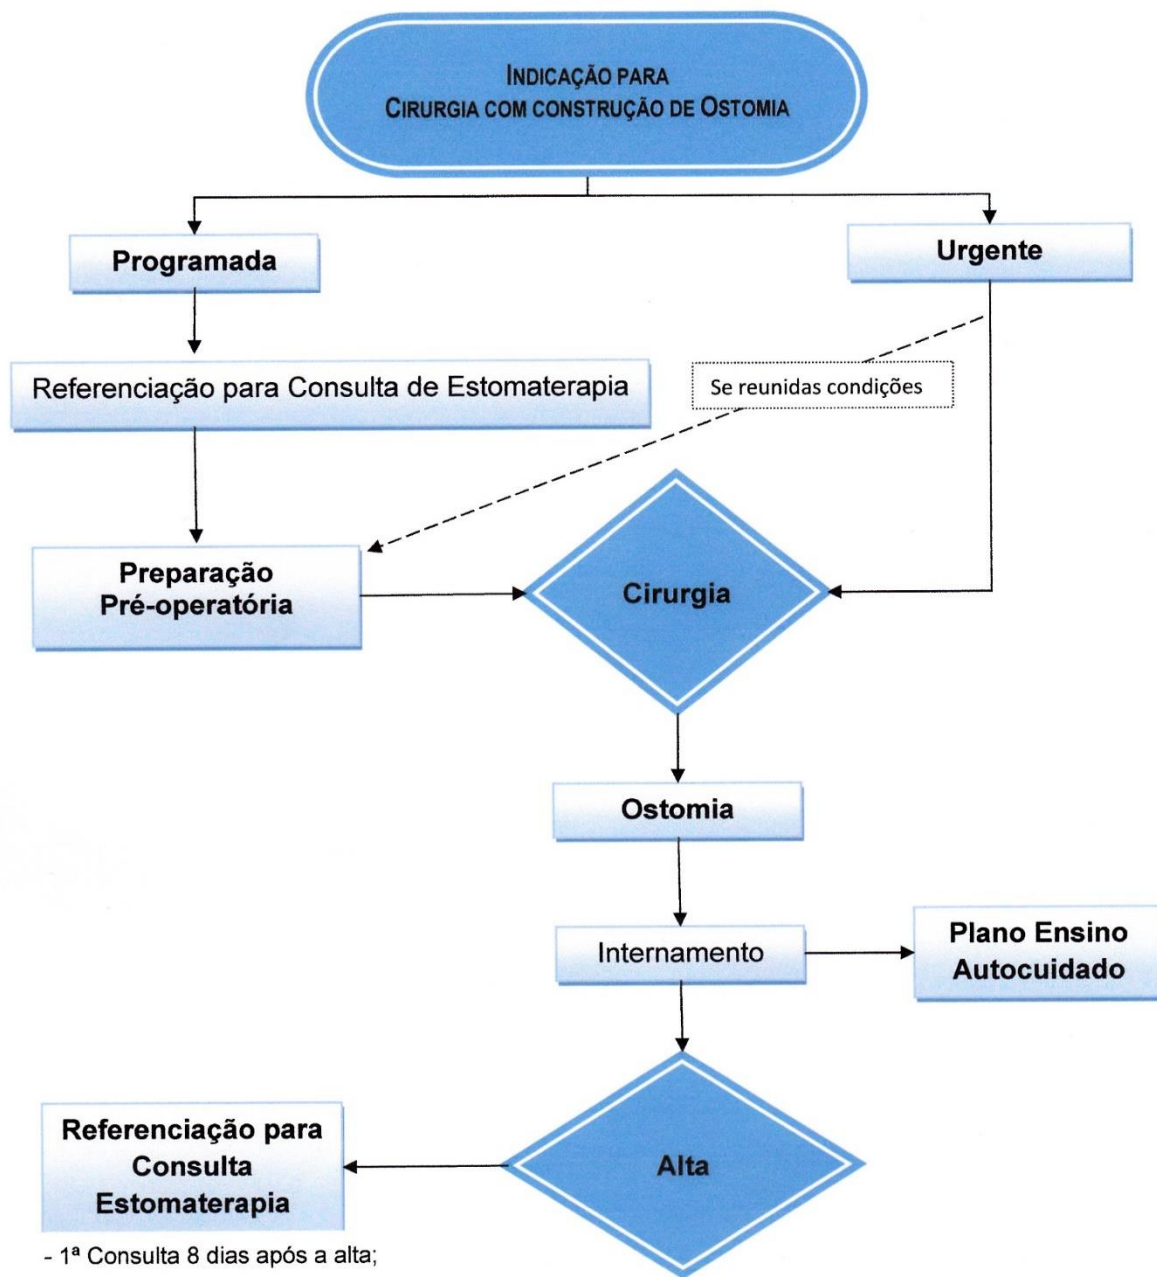 INDICAÇÃO PARA
CIRURGIA COM CONSTRUÇÃO DE OSTOMIA
Programada
Urgente
Referenciação para Consulta de Estomaterapia
Se reunidas condições
Preparação
Pré-operatória
Cirurgia
Ostomia
Internamento
Plano Ensino
Autocuidado
Alta
Referenciação para
Consulta
Estomaterapia
- 1ª Consulta 8 dias após a alta;